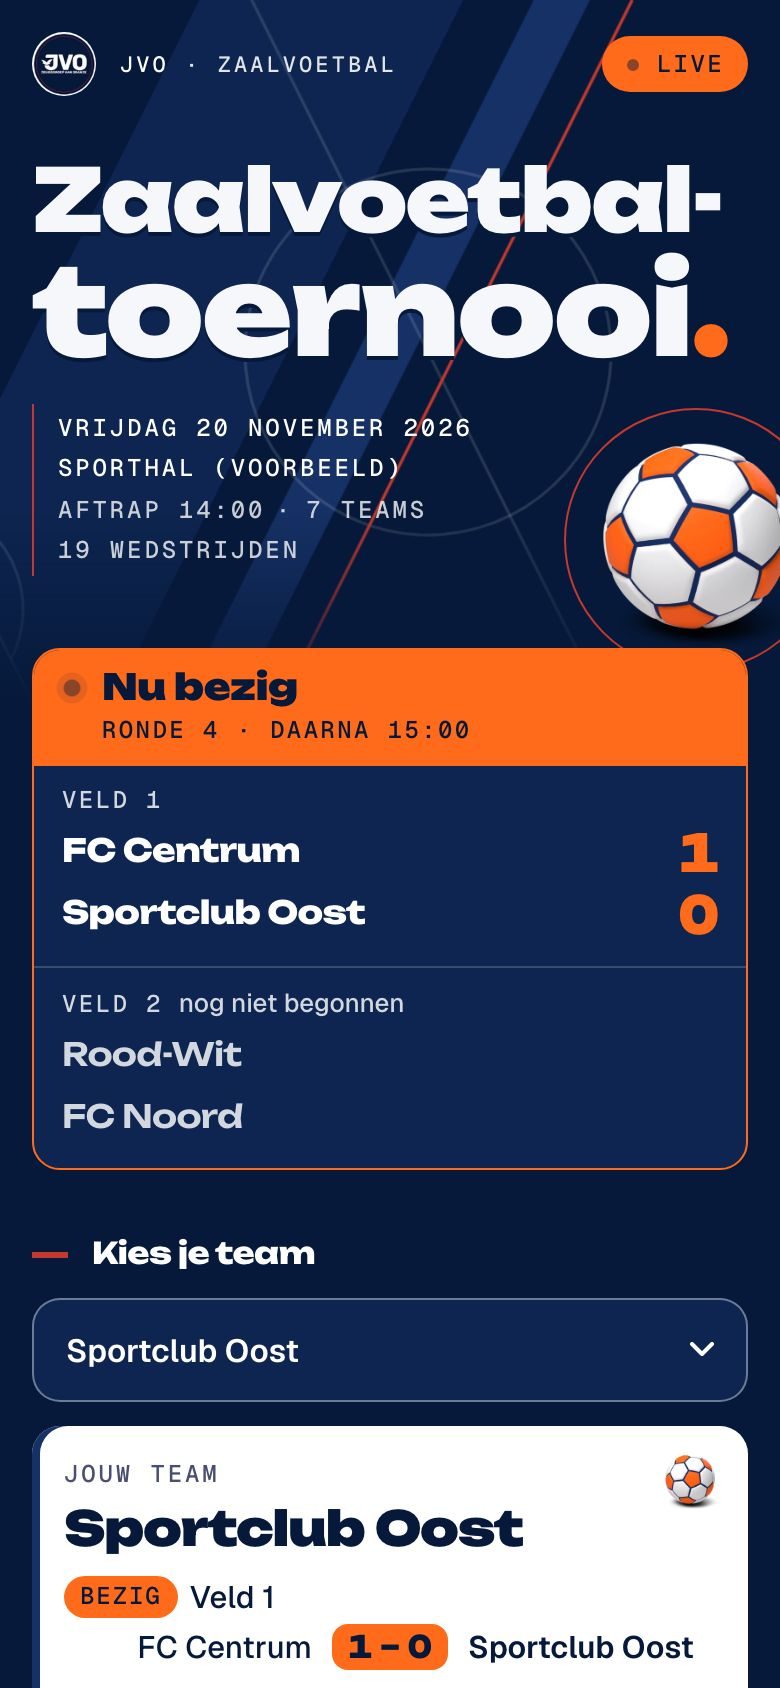 JVO
JVO · ZAALVOETBAL
LIVE
Zaalvoetbal-
toernooi.
VRIJDAG 20 NOVEMBER 2026
SPORTHAL (VOORBEELD)
AFTRAP 14:00 · 7 TEAMS
19 WEDSTRIJDEN
Nu bezig
RONDE 4 · DAARNA 15:00
VELD 1
FC Centrum 1
Sportclub Oost 0
VELD 2 nog niet begonnen
Rood-Wit
FC Noord
Kies je team
Sportclub Oost
JOUW TEAM
Sportclub Oost
BEZIG Veld 1
FC Centrum 1 – 0 Sportclub Oost